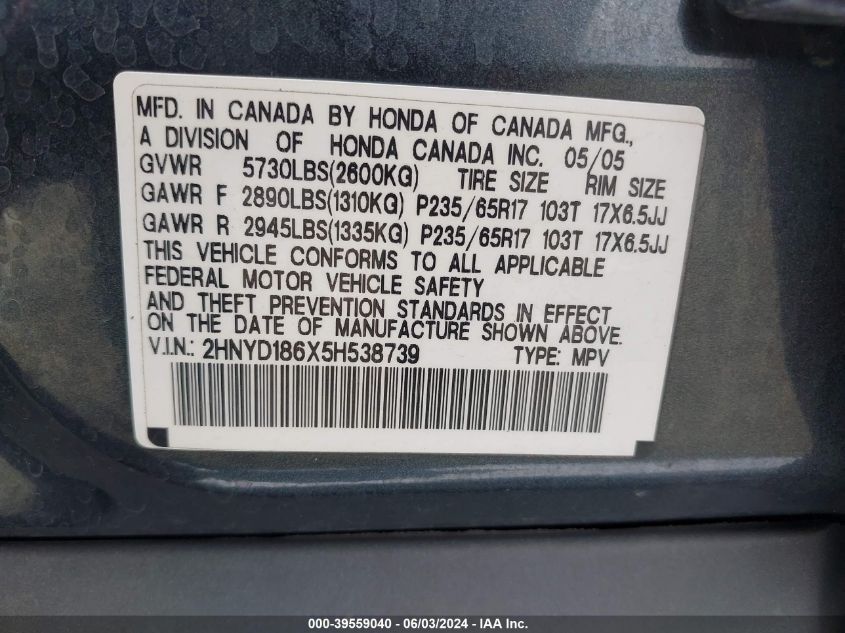 MFD. IN CANADA BY HONDA OF CANADA MFG.,
A DIVISION OF HONDA CANADA INC. 05/05
GVWR 5730LBS(2600KG) TIRE SIZE RIM SIZE
GAWR F 2890LBS(1310KG) P235/65R17 103T 17X6.5JJ
GAWR R 2945LBS(1335KG) P235/65R17 103T 17X6.5JJ
THIS VEHICLE CONFORMS TO ALL APPLICABLE
FEDERAL MOTOR VEHICLE SAFETY
AND THEFT PREVENTION STANDARDS IN EFFECT
ON THE DATE OF MANUFACTURE SHOWN ABOVE.
V.I.N.: 2HNYD186X5H538739 TYPE: MPV
000-39559040 - 06/03/2024 - IAA Inc.